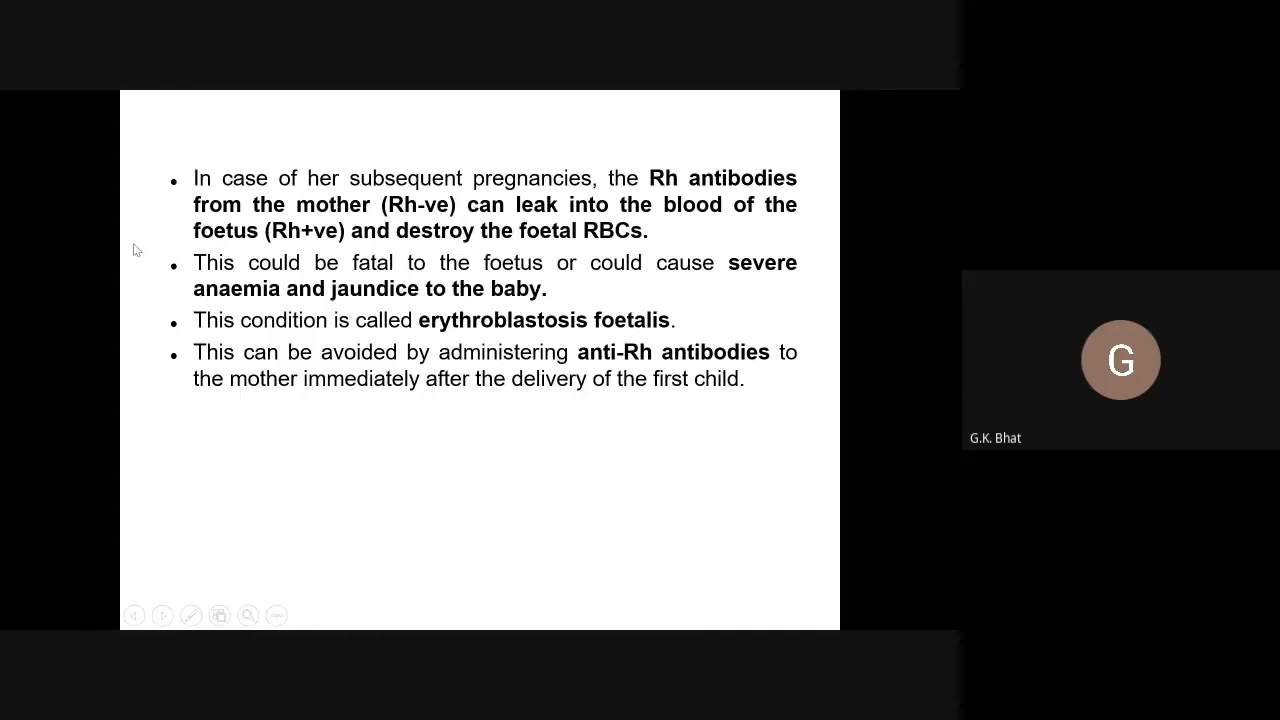 • In case of her subsequent pregnancies, the Rh antibodies
from the mother (Rh-ve) can leak into the blood of the
foetus (Rh+ve) and destroy the foetal RBCs.
• This could be fatal to the foetus or could cause severe
anaemia and jaundice to the baby.
• This condition is called erythroblastosis foetalis.
• This can be avoided by administering anti-Rh antibodies to
the mother immediately after the delivery of the first child.
G
G.K. Bhat